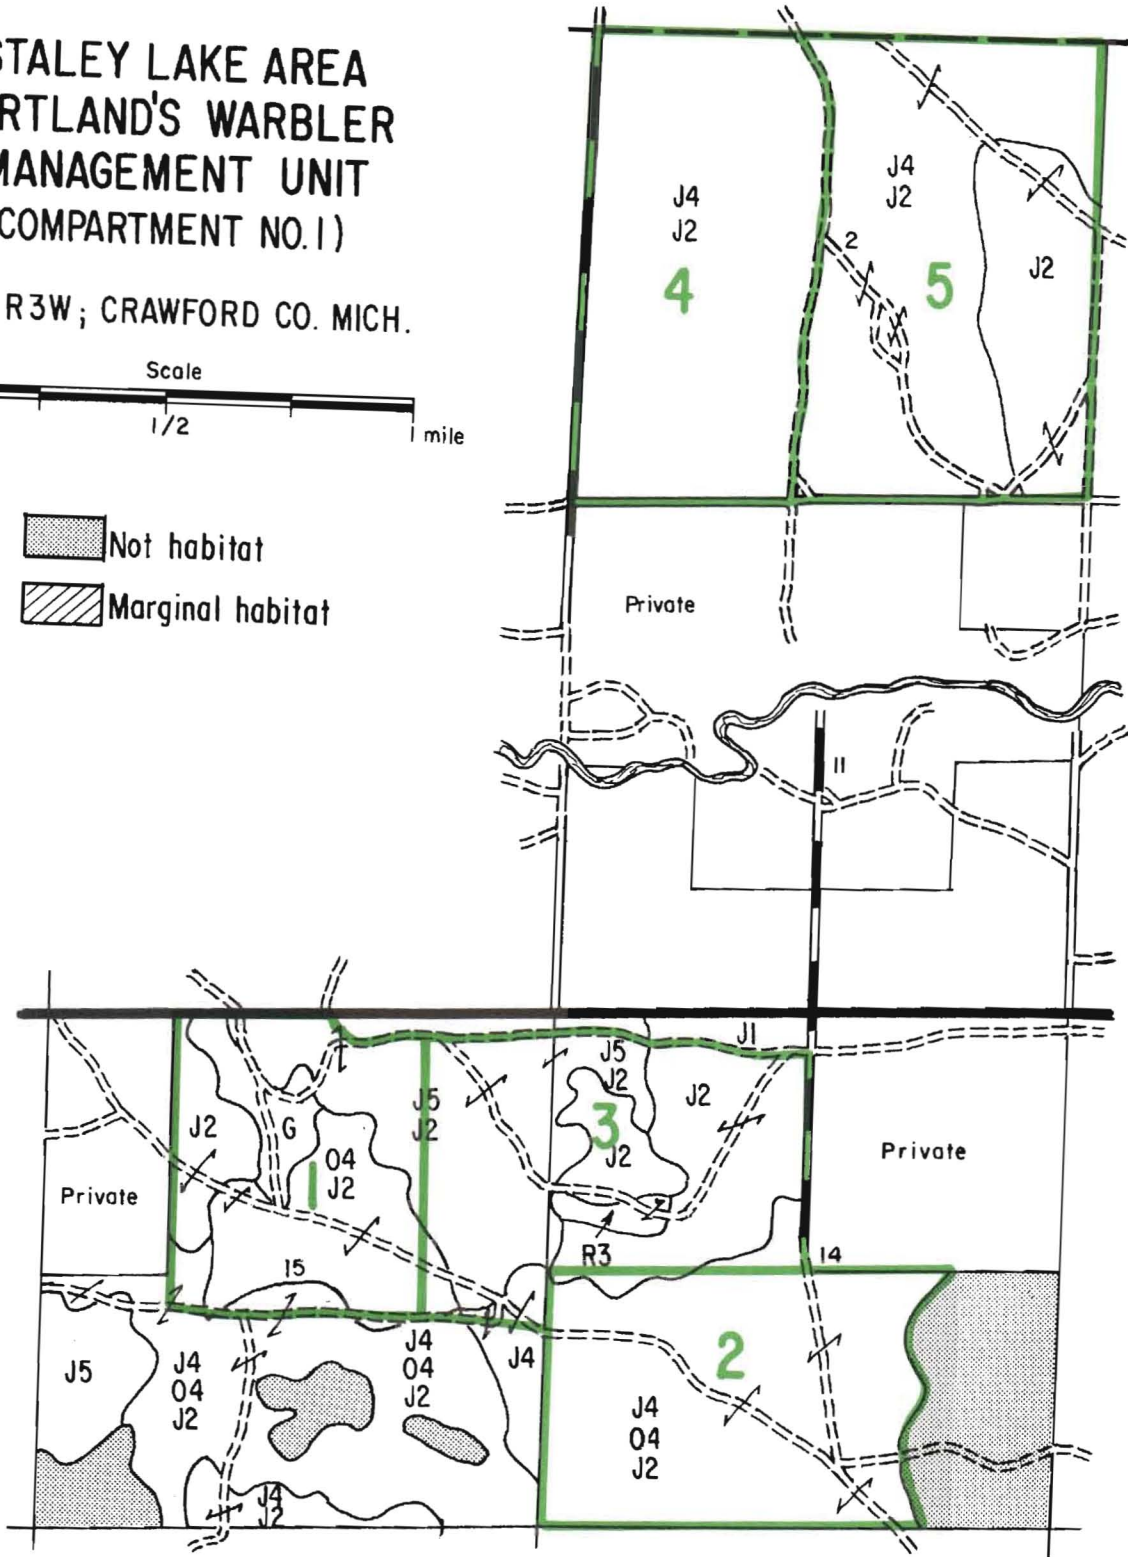 STALEY LAKE AREA
RTLAND'S WARBLER
MANAGEMENT UNIT
COMPARTMENT NO. 1)
R3W; CRAWFORD CO. MICH.
Scale
1/2
1 mile
Not habitat
Marginal habitat
J4
J2
4
J4
J2
2
5
J2
Private
11
J1
J5
J2
J2
J5
J2
3
J2
J2
G
04
J2
1
Private
Private
R3
15
14
J5
J4
04
J2
J4
04
J2
J4
2
J4
04
J2
J4
J2